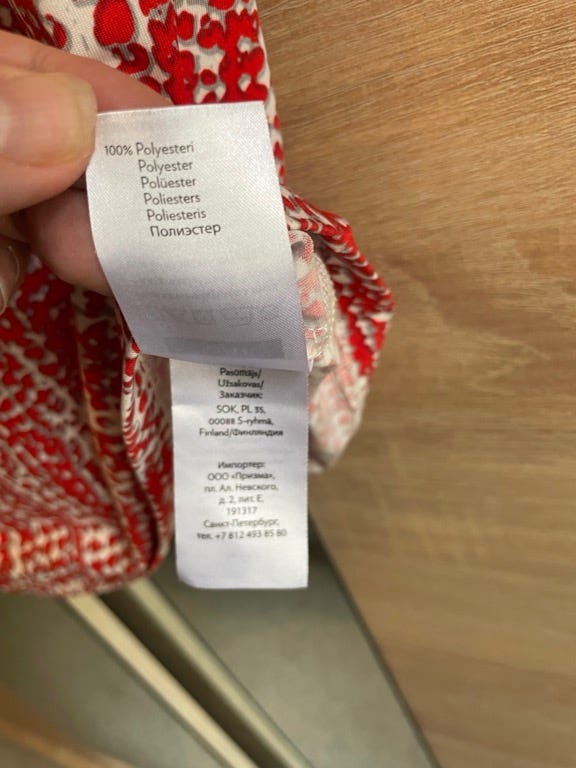 100% Polyesteri
Polyester
Polüester
Poliesters
Poliesteris
Полиэстер
Pasūtītājs/
Užsakovas/
Заказчик:
SOK, PL 35,
00088 S-ryhmä,
Finland/Финляндия
Импортер:
ООО «Призма»,
пл. Ал. Невского,
д. 2, лит. Е,
191317
Санкт-Петербург,
тел. +7 812 493 85 80